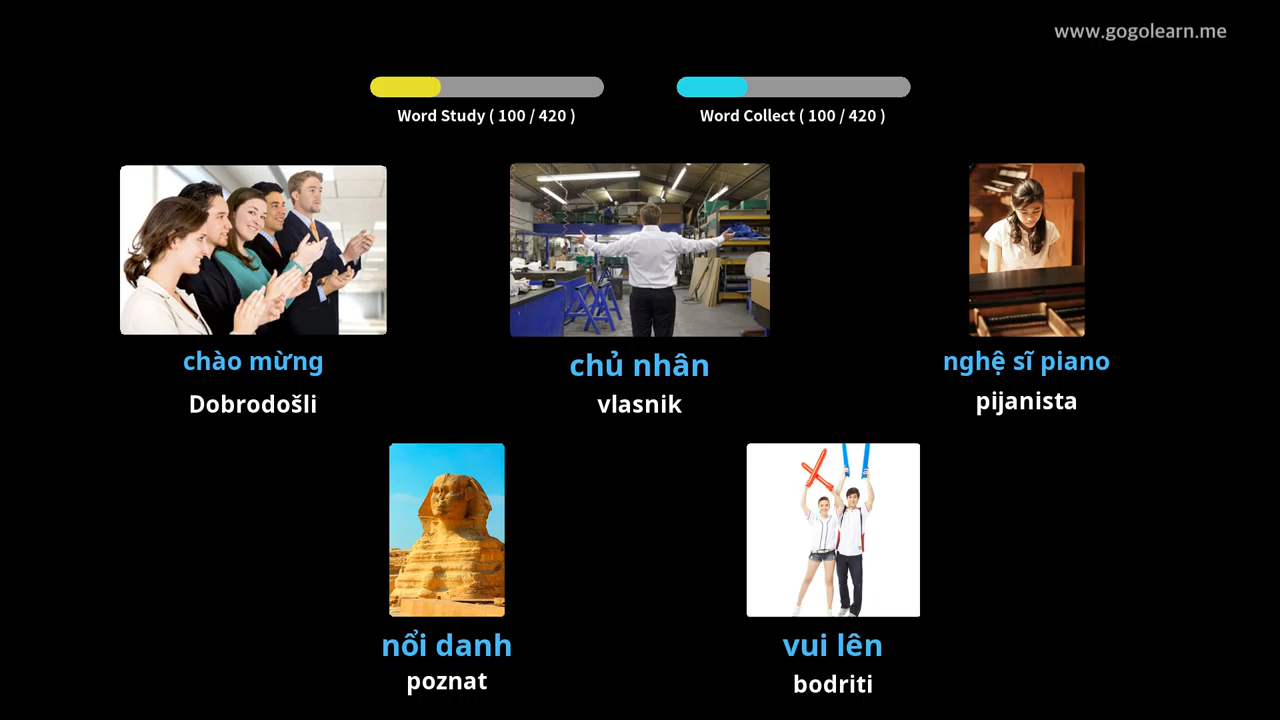 www.gogolearn.me
Word Study ( 100 / 420 )
Word Collect ( 100 / 420 )
chào mừng
Dobrodošli
chủ nhân
vlasnik
nghệ sĩ piano
pijanista
nổi danh
poznat
vui lên
bodriti